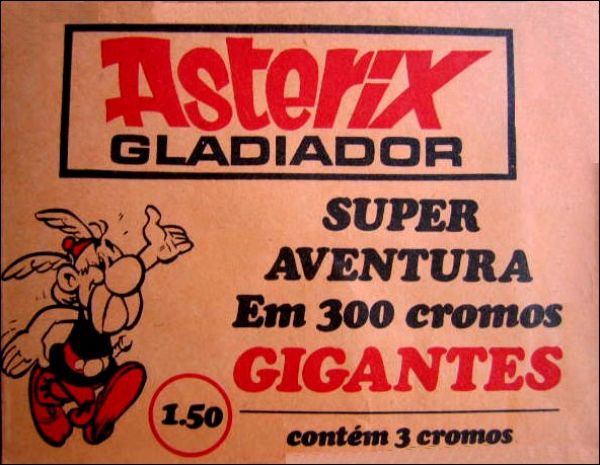 Asterix
GLADIADOR
SUPER
AVENTURA
Em 300 cromos
GIGANTES
1.50
contém 3 cromos